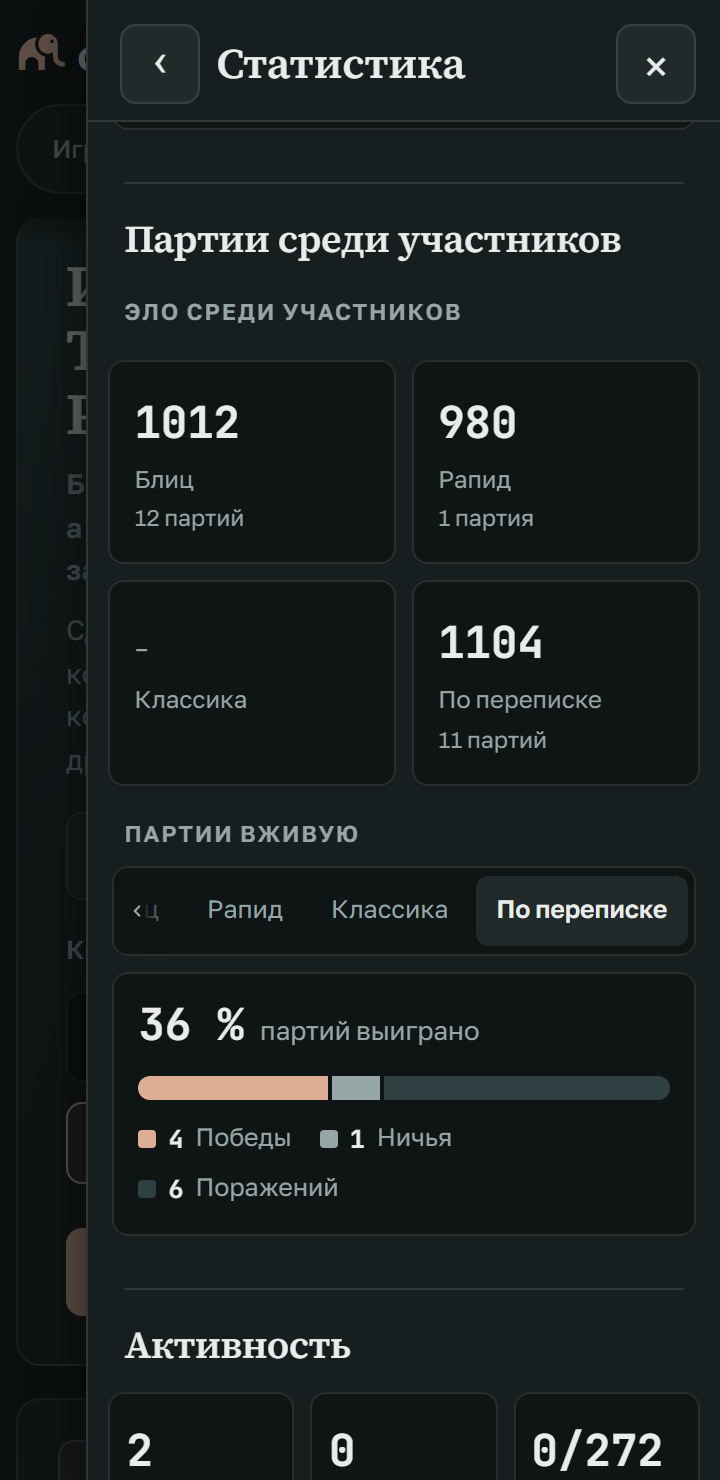 Статистика
Партии среди участников
ЭЛО СРЕДИ УЧАСТНИКОВ
1012
Блиц
12 партий
980
Рапид
1 партия
–
Классика
1104
По переписке
11 партий
ПАРТИИ ВЖИВУЮ
‹ ц Рапид Классика По переписке
36 % партий выиграно
4 Победы 1 Ничья
6 Поражений
Активность
2 0 0/272